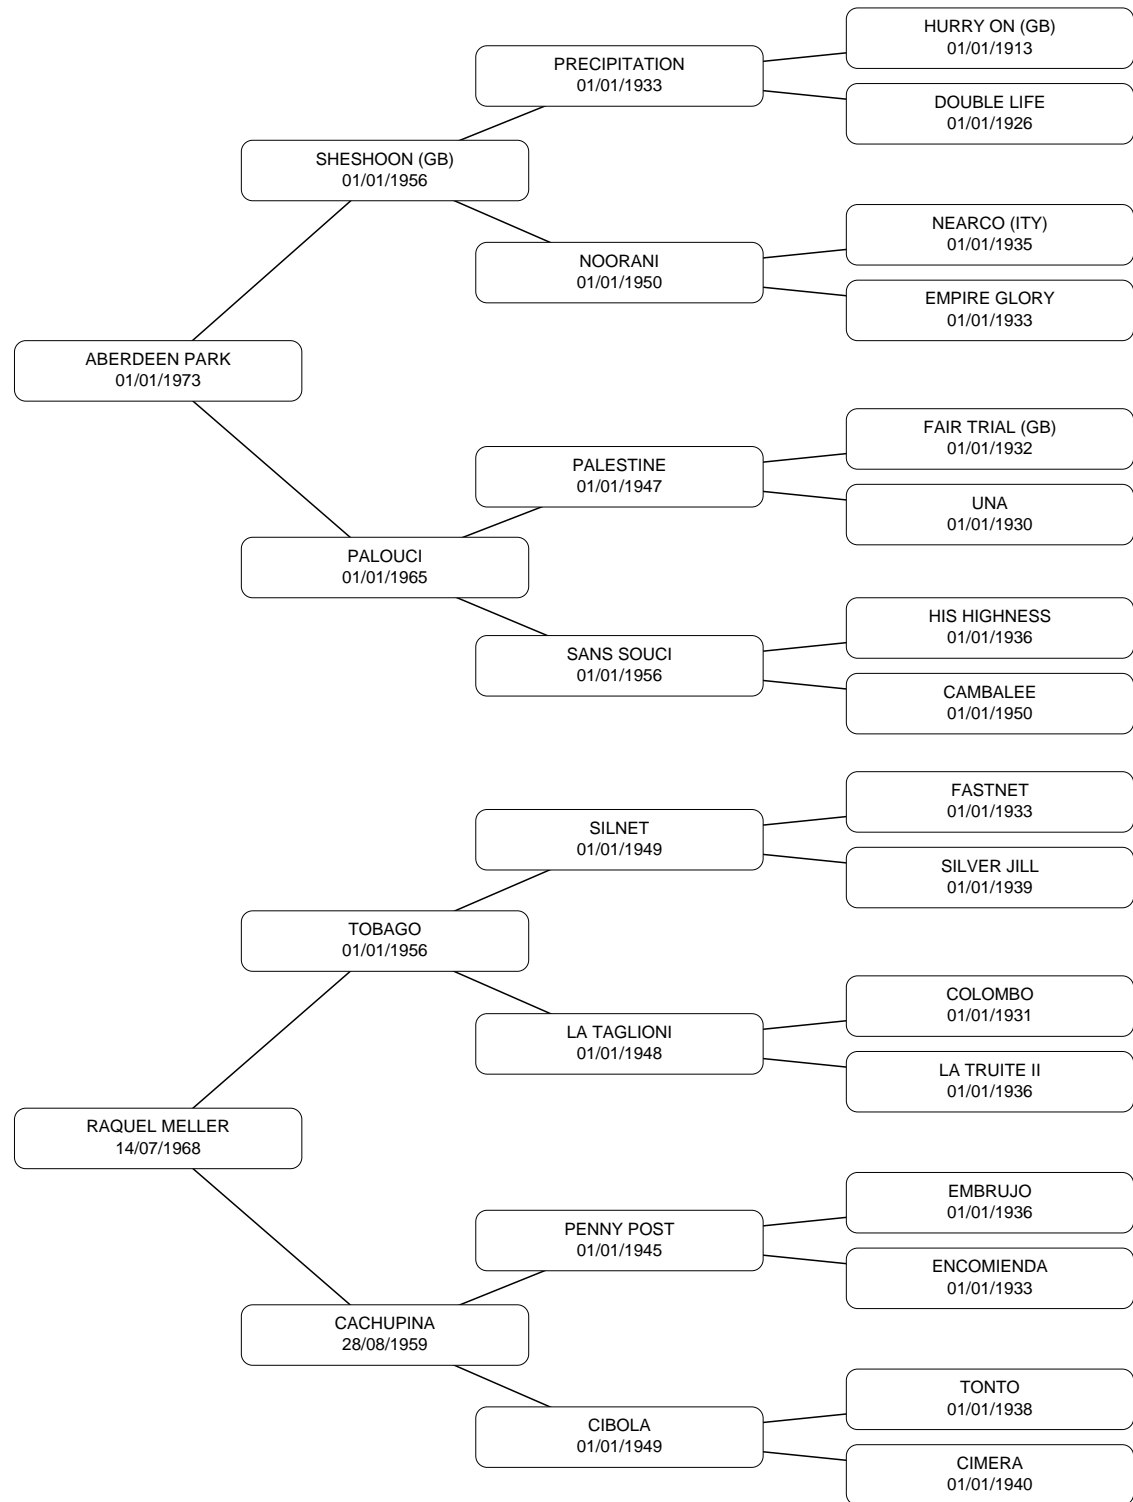 HURRY ON (GB)
01/01/1913
PRECIPITATION
01/01/1933
DOUBLE LIFE
01/01/1926
SHESHOON (GB)
01/01/1956
NEARCO (ITY)
01/01/1935
NOORANI
01/01/1950
EMPIRE GLORY
01/01/1933
ABERDEEN PARK
01/01/1973
FAIR TRIAL (GB)
01/01/1932
PALESTINE
01/01/1947
UNA
01/01/1930
PALOUCI
01/01/1965
HIS HIGHNESS
01/01/1936
SANS SOUCI
01/01/1956
CAMBALEE
01/01/1950
FASTNET
01/01/1933
SILNET
01/01/1949
SILVER JILL
01/01/1939
TOBAGO
01/01/1956
COLOMBO
01/01/1931
LA TAGLIONI
01/01/1948
LA TRUITE II
01/01/1936
RAQUEL MELLER
14/07/1968
EMBRUJO
01/01/1936
PENNY POST
01/01/1945
ENCOMIENDA
01/01/1933
CACHUPINA
28/08/1959
TONTO
01/01/1938
CIBOLA
01/01/1949
CIMERA
01/01/1940